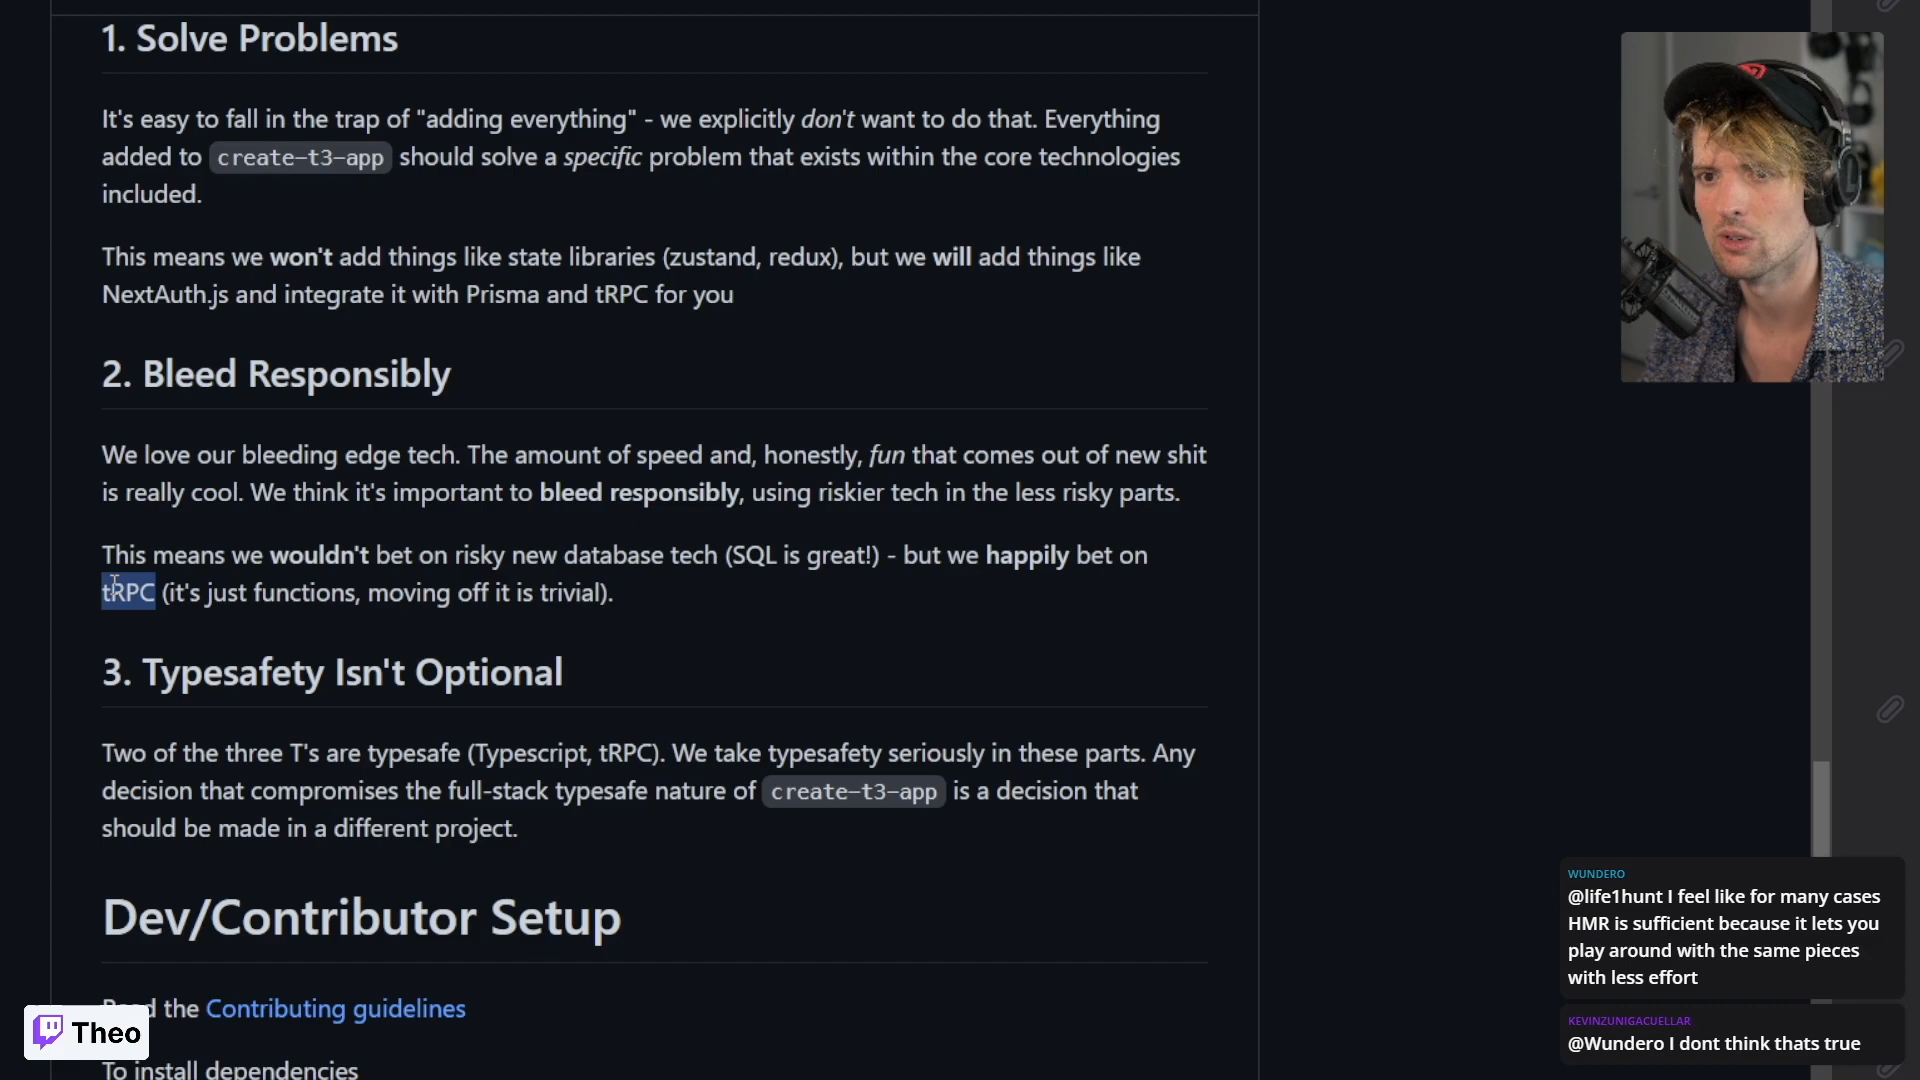 1. Solve Problems
It's easy to fall in the trap of "adding everything" - we explicitly don't want to do that. Everything
added to create-t3-app should solve a specific problem that exists within the core technologies
included.
This means we won't add things like state libraries (zustand, redux), but we will add things like
NextAuth.js and integrate it with Prisma and tRPC for you
2. Bleed Responsibly
We love our bleeding edge tech. The amount of speed and, honestly, fun that comes out of new shit
is really cool. We think it's important to bleed responsibly, using riskier tech in the less risky parts.
This means we wouldn't bet on risky new database tech (SQL is great!) - but we happily bet on
tRPC (it's just functions, moving off it is trivial).
3. Typesafety Isn't Optional
Two of the three T's are typesafe (Typescript, tRPC). We take typesafety seriously in these parts. Any
decision that compromises the full-stack typesafe nature of create-t3-app is a decision that
should be made in a different project.
Dev/Contributor Setup
Read the Contributing guidelines
To install dependencies
Theo
WUNDERO
@life1hunt I feel like for many cases
HMR is sufficient because it lets you
play around with the same pieces
with less effort
KEVINZUNIGACUELLAR
@Wundero I dont think thats true